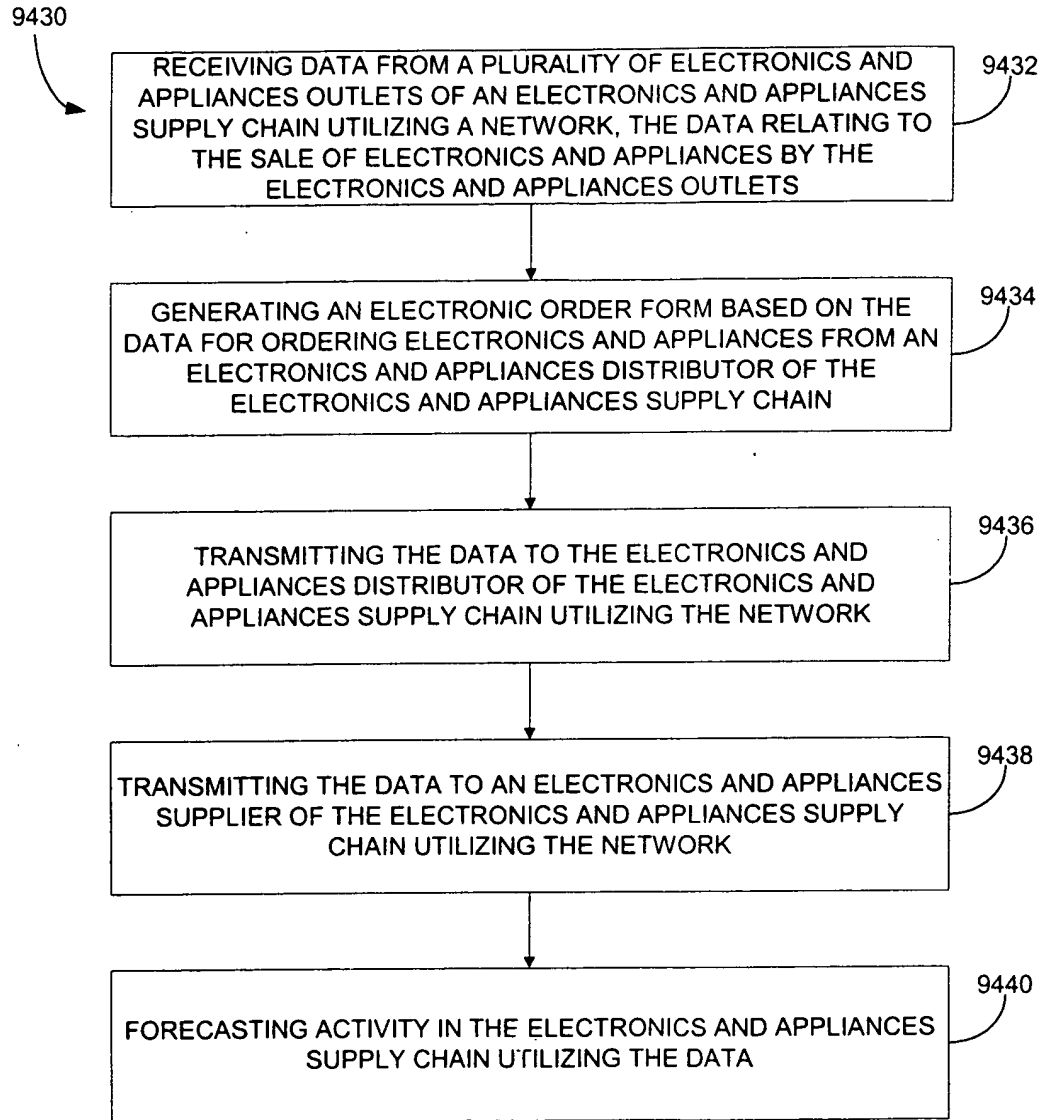 9430
RECEIVING DATA FROM A PLURALITY OF ELECTRONICS AND
APPLIANCES OUTLETS OF AN ELECTRONICS AND APPLIANCES
SUPPLY CHAIN UTILIZING A NETWORK, THE DATA RELATING TO
THE SALE OF ELECTRONICS AND APPLIANCES BY THE
ELECTRONICS AND APPLIANCES OUTLETS
9432
GENERATING AN ELECTRONIC ORDER FORM BASED ON THE
DATA FOR ORDERING ELECTRONICS AND APPLIANCES FROM AN
ELECTRONICS AND APPLIANCES DISTRIBUTOR OF THE
ELECTRONICS AND APPLIANCES SUPPLY CHAIN
9434
TRANSMITTING THE DATA TO THE ELECTRONICS AND
APPLIANCES DISTRIBUTOR OF THE ELECTRONICS AND
APPLIANCES SUPPLY CHAIN UTILIZING THE NETWORK
9436
TRANSMITTING THE DATA TO AN ELECTRONICS AND APPLIANCES
SUPPLIER OF THE ELECTRONICS AND APPLIANCES SUPPLY
CHAIN UTILIZING THE NETWORK
9438
FORECASTING ACTIVITY IN THE ELECTRONICS AND APPLIANCES
SUPPLY CHAIN UTILIZING THE DATA
9440